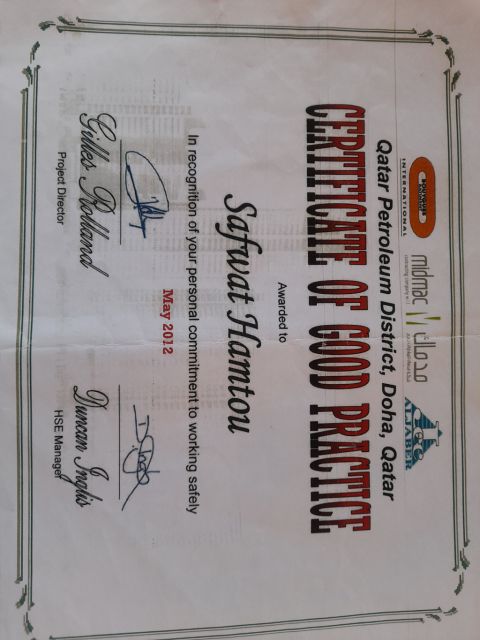 INTERNATIONAL
midmac
مدماك
ALJABER
Qatar Petroleum District, Doha, Qatar
CERTIFICATE OF GOOD PRACTICE
Awarded to
Safwat Hamtou
In recognition of your personal commitment to working safely
May 2012
Gilles Rolland
Project Director
Duncan Inglis
HSE Manager